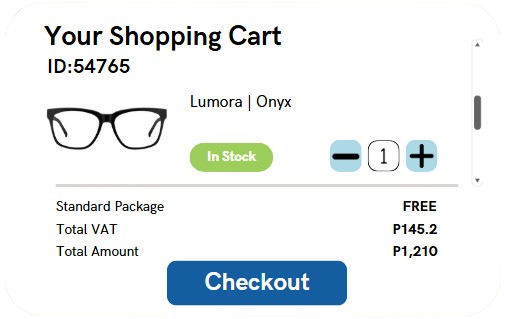 Your Shopping Cart
ID:54765
Lumora | Onyx
In Stock
1
Standard Package FREE
Total VAT P145.2
Total Amount P1,210
Checkout